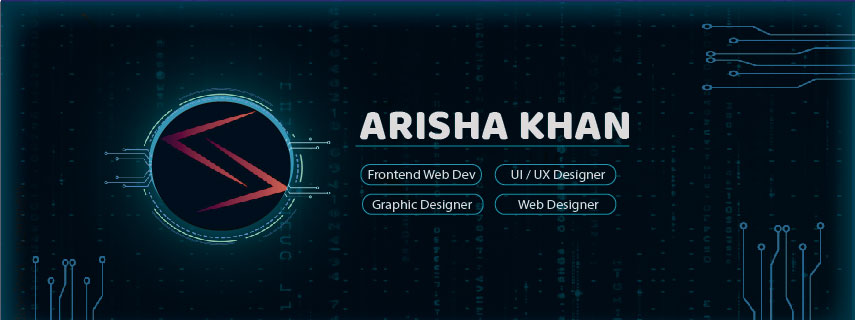 ARISHA KHAN
Frontend Web Dev
UI / UX Designer
Graphic Designer
Web Designer